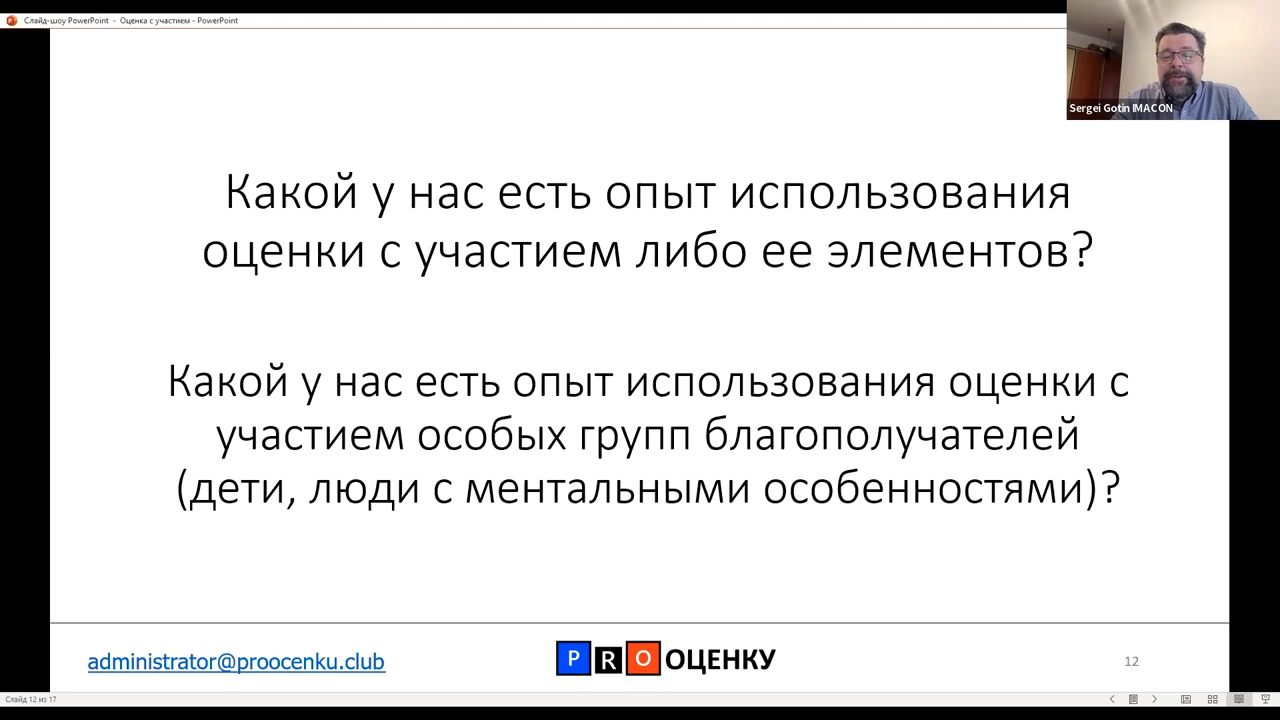 Слайд-шоу PowerPoint - Оценка с участием - PowerPoint
Sergei Gotin IMACON
Какой у нас есть опыт использования
оценки с участием либо ее элементов?
Какой у нас есть опыт использования оценки с
участием особых групп благополучателей
(дети, люди с ментальными особенностями)?
administrator@proocenku.club
PRO ОЦЕНКУ
12
Слайд 12 из 17